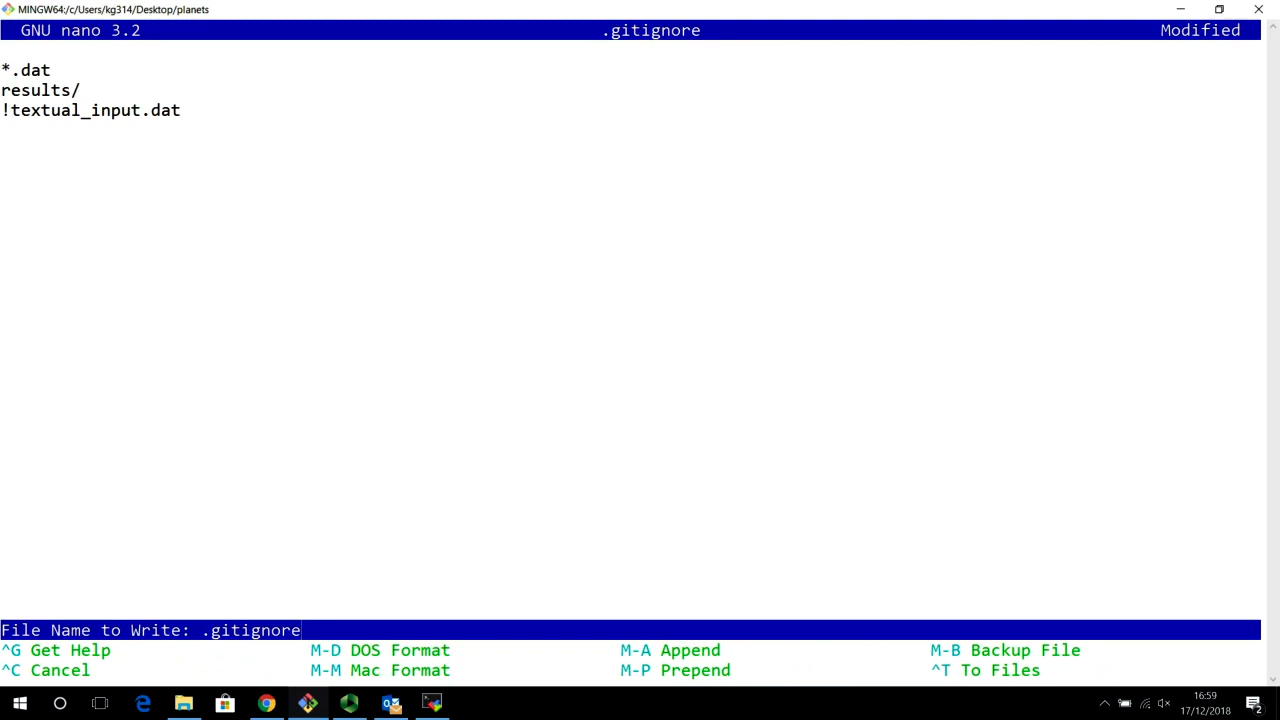 MINGW64:/c/Users/kg314/Desktop/planets
GNU nano 3.2 .gitignore Modified
*.dat
results/
!textual_input.dat
File Name to Write: .gitignore
^G Get Help M-D DOS Format M-A Append M-B Backup File
^C Cancel M-M Mac Format M-P Prepend ^T To Files
16:59
17/12/2018
2